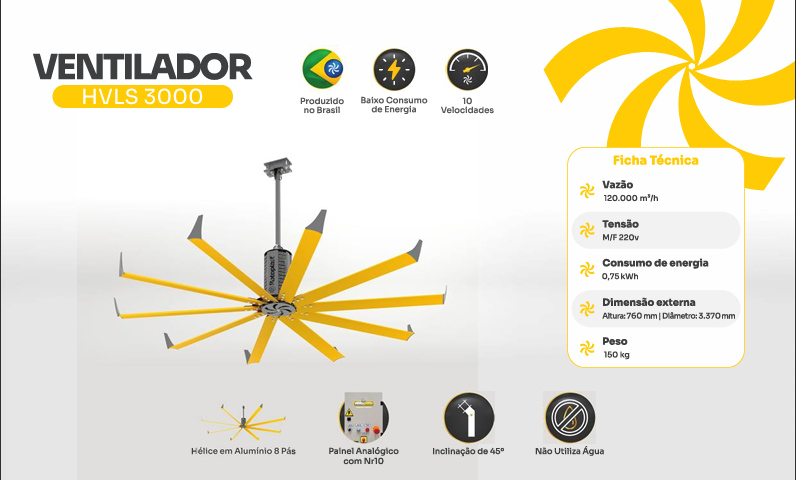 VENTILADOR
HVLS 3000
Produzido
no Brasil
Baixo Consumo
de Energia
10
Velocidades
Ficha Técnica
Vazão
120.000 m³/h
Tensão
M/F 220v
Consumo de energia
0,75 kWh
Dimensão externa
Altura: 760 mm | Diâmetro: 3.370 mm
Peso
150 kg
Rotoplast
Hélice em Alumínio 8 Pás
Painel Analógico
com Nr10
Inclinação de 45º
Não Utiliza Água